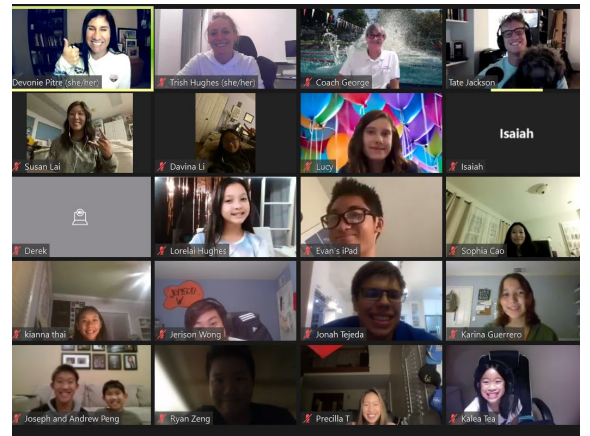 Devonie Pitre (she/her)
Trish Hughes (she/her)
Coach George
Tate Jackson
Susan Lai
Davina Li
Lucy
Isaiah
Isaiah
Derek
Lorelai Hughes
Evan's iPad
Sophia Cao
kianna thai
JERISON
W
Jerison Wong
Jonah Tejeda
Karina Guerrero
Joseph and Andrew Peng
Ryan Zeng
Precilla T
Kalea Tea